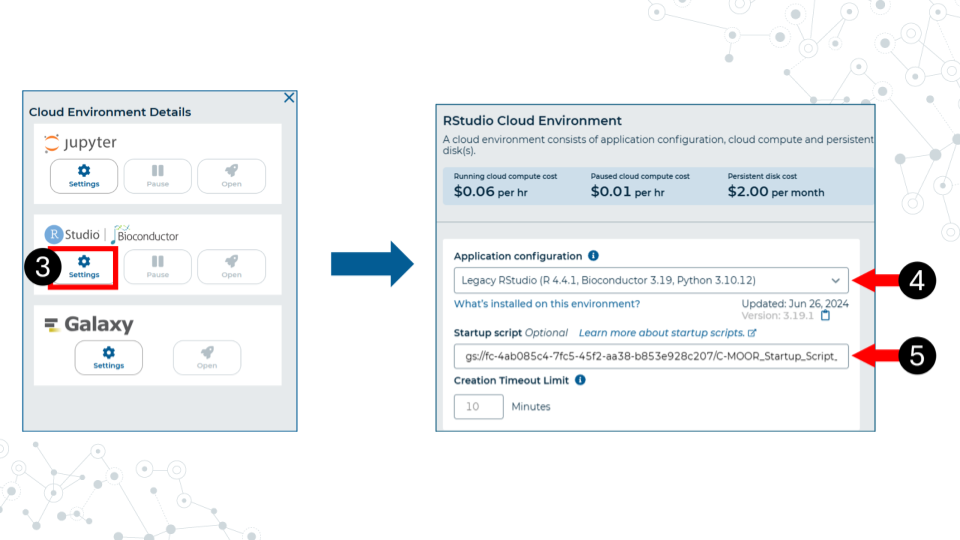 Cloud Environment Details
jupyter
Settings
Pause
Open
R Studio Bioconductor
3
Settings
Pause
Open
Galaxy
Settings
Open
RStudio Cloud Environment
A cloud environment consists of application configuration, cloud compute and persistent
disk(s).
Running cloud compute cost
$0.06 per hr
Paused cloud compute cost
$0.01 per hr
Persistent disk cost
$2.00 per month
Application configuration
Legacy RStudio (R 4.4.1, Bioconductor 3.19, Python 3.10.12)
4
What's installed on this environment?
Updated: Jun 26, 2024
Version: 3.19.1
Startup script Optional Learn more about startup scripts.
gs://fc-4ab085c4-7fc5-45f2-aa38-b853e928c207/C-MOOR_Startup_Script_
5
Creation Timeout Limit
10 Minutes